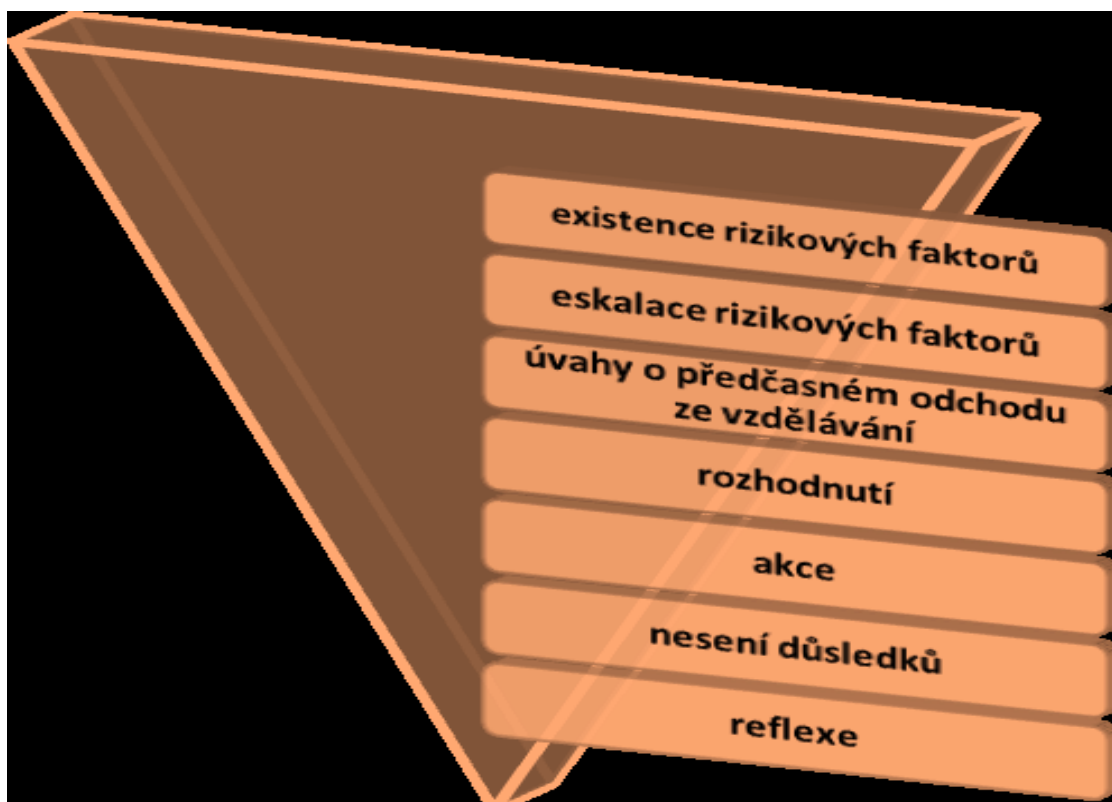 existence rizikových faktorů
eskalace rizikových faktorů
úvahy o předčasném odchodu
ze vzdělávání
rozhodnutí
akce
nesení důsledků
reflexe